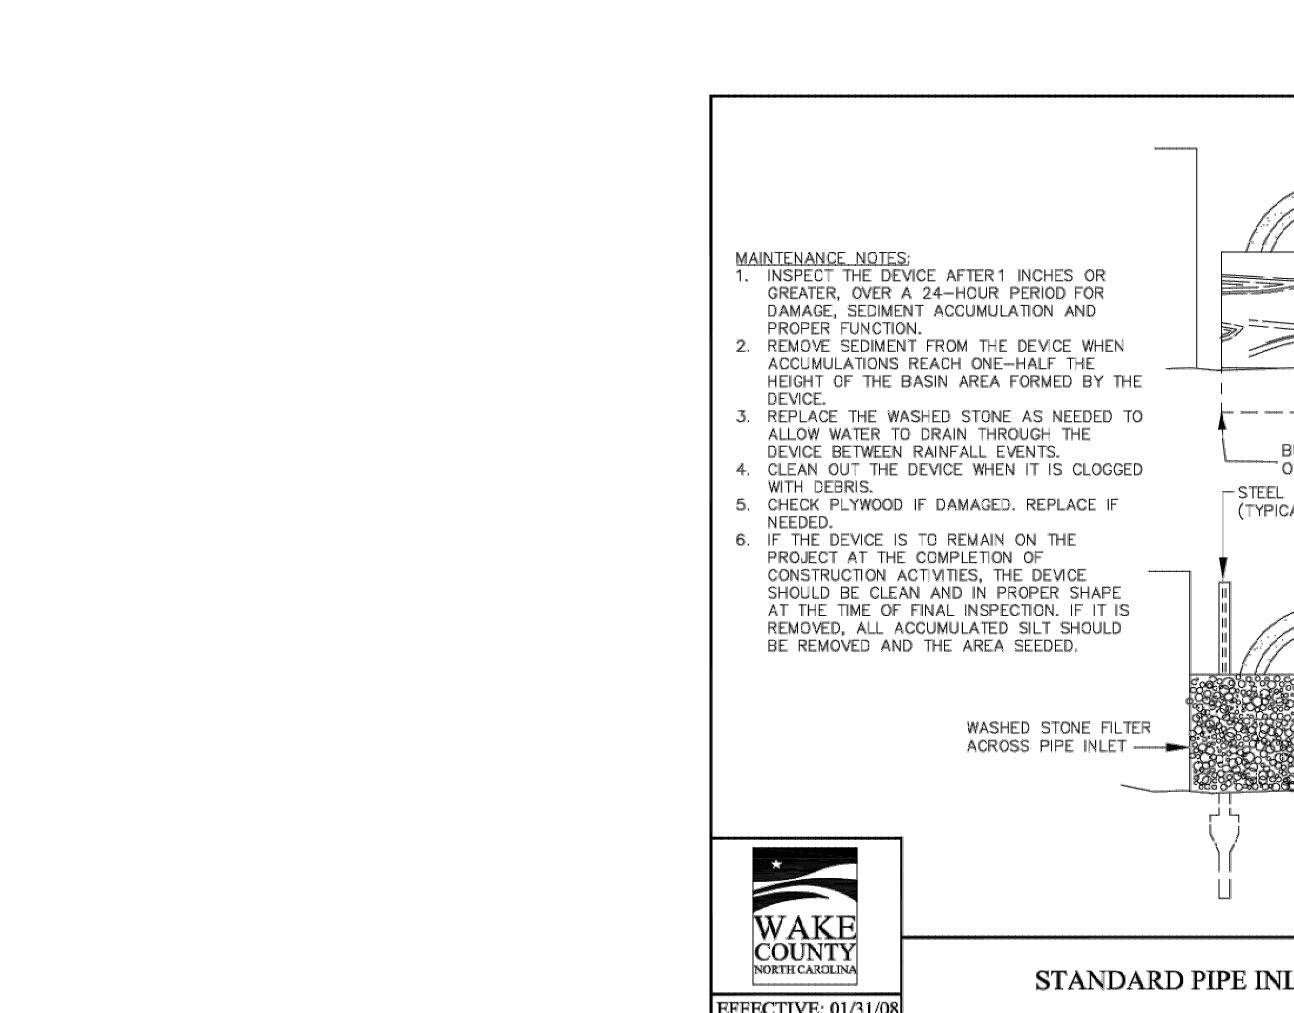 MAINTENANCE NOTES:
1. INSPECT THE DEVICE AFTER 1 INCHES OR
GREATER, OVER A 24-HOUR PERIOD FOR
DAMAGE, SEDIMENT ACCUMULATION AND
PROPER FUNCTION.
2. REMOVE SEDIMENT FROM THE DEVICE WHEN
ACCUMULATIONS REACH ONE-HALF THE
HEIGHT OF THE BASIN AREA FORMED BY THE
DEVICE.
3. REPLACE THE WASHED STONE AS NEEDED TO
ALLOW WATER TO DRAIN THROUGH THE
DEVICE BETWEEN RAINFALL EVENTS.
4. CLEAN OUT THE DEVICE WHEN IT IS CLOGGED
WITH DEBRIS.
5. CHECK PLYWOOD IF DAMAGED. REPLACE IF
NEEDED.
6. IF THE DEVICE IS TO REMAIN ON THE
PROJECT AT THE COMPLETION OF
CONSTRUCTION ACTIVITIES, THE DEVICE
SHOULD BE CLEAN AND IN PROPER SHAPE
AT THE TIME OF FINAL INSPECTION. IF IT IS
REMOVED, ALL ACCUMULATED SILT SHOULD
BE REMOVED AND THE AREA SEEDED.
STEEL
WASHED STONE FILTER
ACROSS PIPE INLET
WAKE
COUNTY
NORTH CAROLINA
STANDARD PIPE
EFFECTIVE: 01/31/08